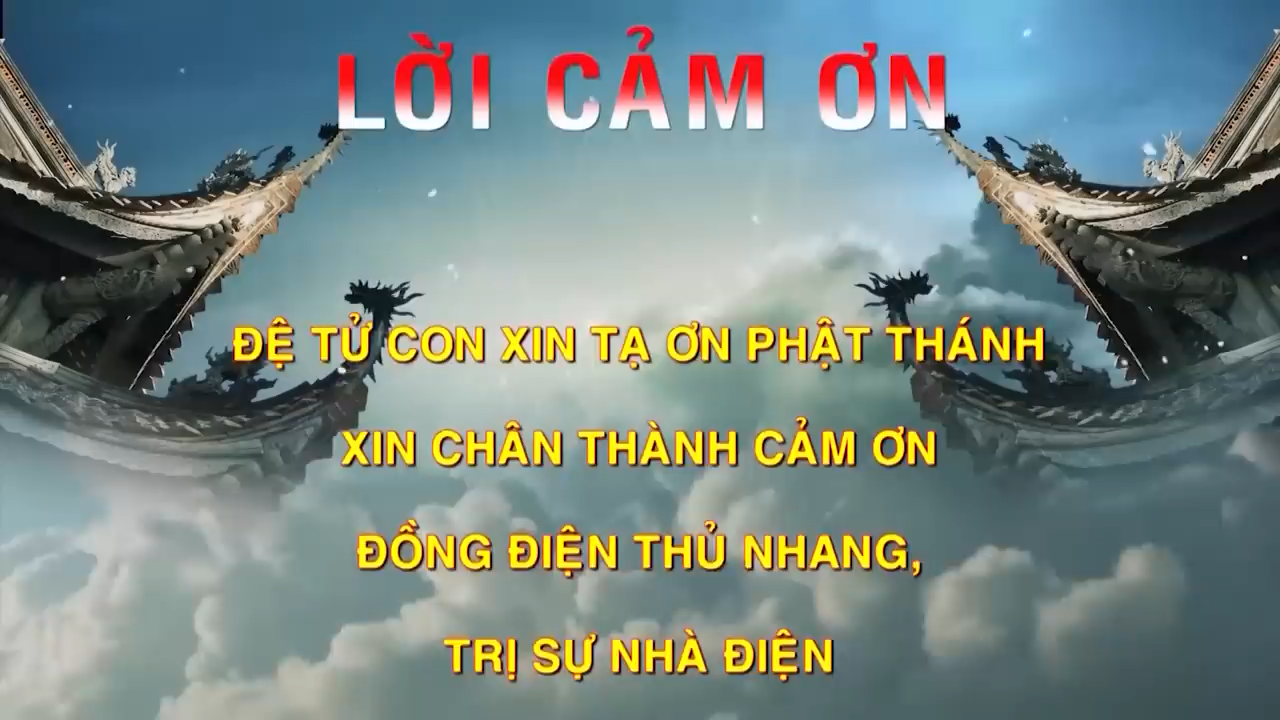 LỜI CẢM ƠN
ĐỆ TỬ CON XIN TẠ ƠN PHẬT THÁNH
XIN CHÂN THÀNH CẢM ƠN
ĐỒNG ĐIỆN THỦ NHANG,
TRỊ SỰ NHÀ ĐIỆN